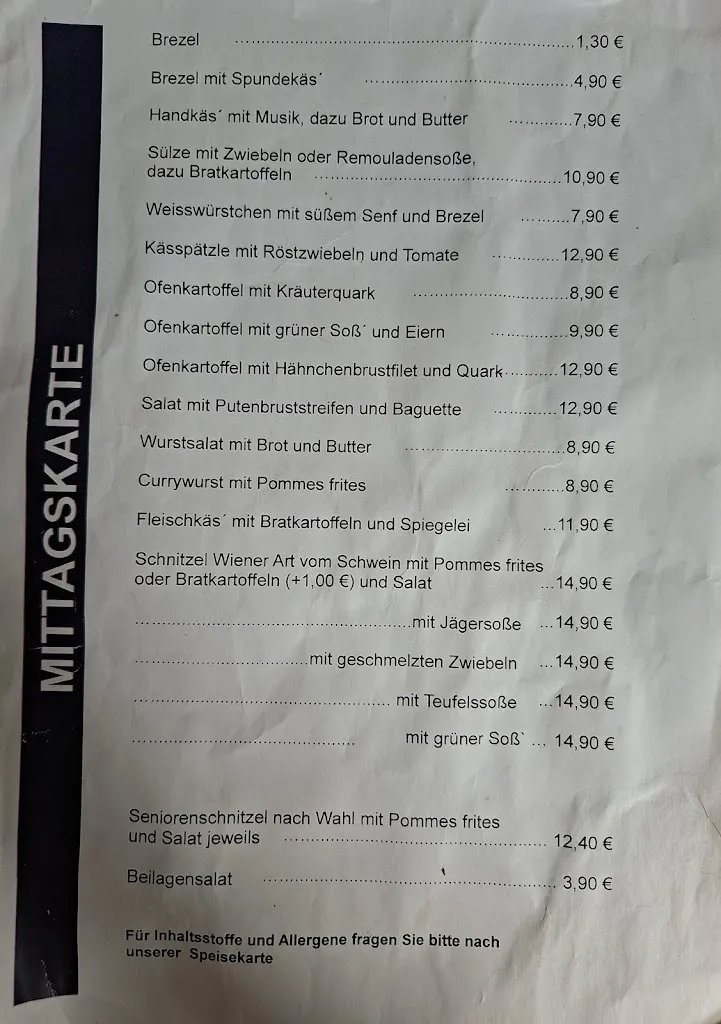 MITTAGSKARTE
Brezel ........................................ 1,30 €
Brezel mit Spundekäs´ ........................ 4,90 €
Handkäs´ mit Musik, dazu Brot und Butter ............ 7,90 €
Sülze mit Zwiebeln oder Remouladensoße,
dazu Bratkartoffeln ........................................ 10,90 €
Weisswürstchen mit süßem Senf und Brezel .......... 7,90 €
Kässpätzle mit Röstzwiebeln und Tomate ............. 12,90 €
Ofenkartoffel mit Kräuterquark ........................ 8,90 €
Ofenkartoffel mit grüner Soß´ und Eiern ............. 9,90 €
Ofenkartoffel mit Hähnchenbrustfilet und Quark .......... 12,90 €
Salat mit Putenbruststreifen und Baguette ............ 12,90 €
Wurstsalat mit Brot und Butter ........................ 8,90 €
Currywurst mit Pommes frites ........... 8,90 €
Fleischkäs´ mit Bratkartoffeln und Spiegelei ... 11,90 €
Schnitzel Wiener Art vom Schwein mit Pommes frites
oder Bratkartoffeln (+1,00 €) und Salat ... 14,90 €
........................................ mit Jägersoße ... 14,90 €
.............................. mit geschmelzten Zwiebeln ... 14,90 €
........................................ mit Teufelssoße ... 14,90 €
........................................ mit grüner Soß` ... 14,90 €
Seniorenschnitzel nach Wahl mit Pommes frites
und Salat jeweils ........................................ 12,40 €
Beilagensalat ........................................ 3,90 €
Für Inhaltsstoffe und Allergene fragen Sie bitte nach
unserer Speisekarte